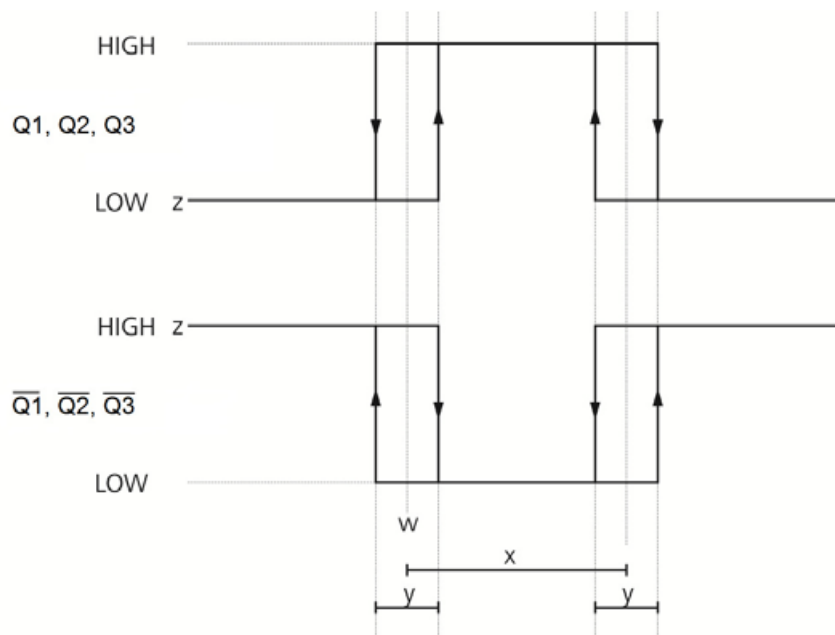 HIGH
Q1, Q2, Q3
LOW z
HIGH z
Q1̅, Q2̅, Q3̅
LOW
w
x
y y